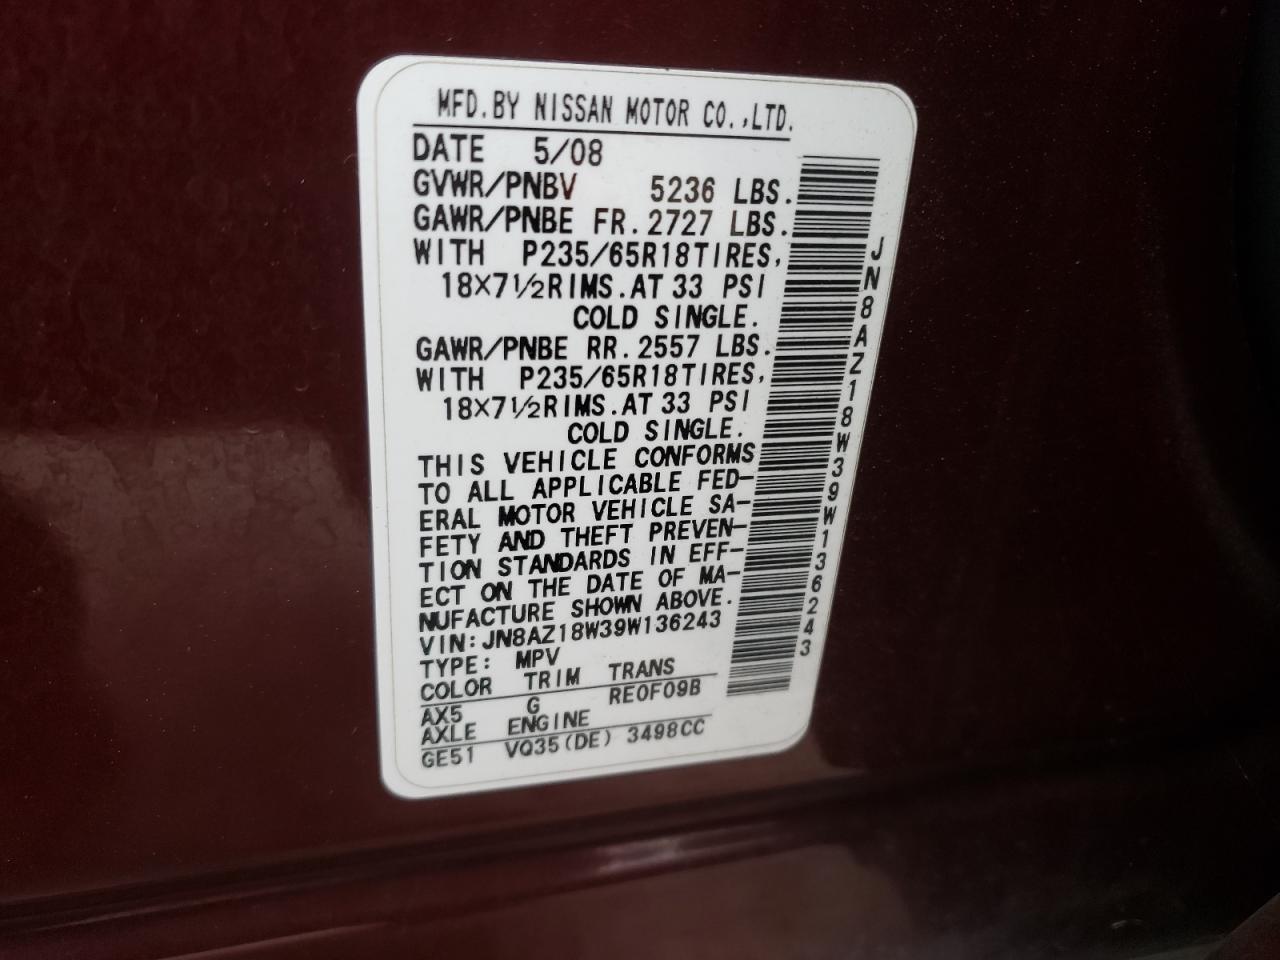 MFD.BY NISSAN MOTOR CO.,LTD.
DATE 5/08
GVWR/PNBV 5236 LBS.
GAWR/PNBE FR.2727 LBS.
WITH P235/65R18TIRES,
18×7½RIMS.AT 33 PSI
COLD SINGLE.
GAWR/PNBE RR.2557 LBS.
WITH P235/65R18TIRES,
18×7½RIMS.AT 33 PSI
COLD SINGLE.
THIS VEHICLE CONFORMS
TO ALL APPLICABLE FED-
ERAL MOTOR VEHICLE SA-
FETY AND THEFT PREVEN-
TION STANDARDS IN EFF-
ECT ON THE DATE OF MA-
NUFACTURE SHOWN ABOVE.
VIN:JN8AZ18W39W136243
TYPE: MPV
COLOR TRIM TRANS
AX5 G RE0F09B
AXLE ENGINE
GE51 VQ35(DE) 3498CC
JN8AZ18W39W136243